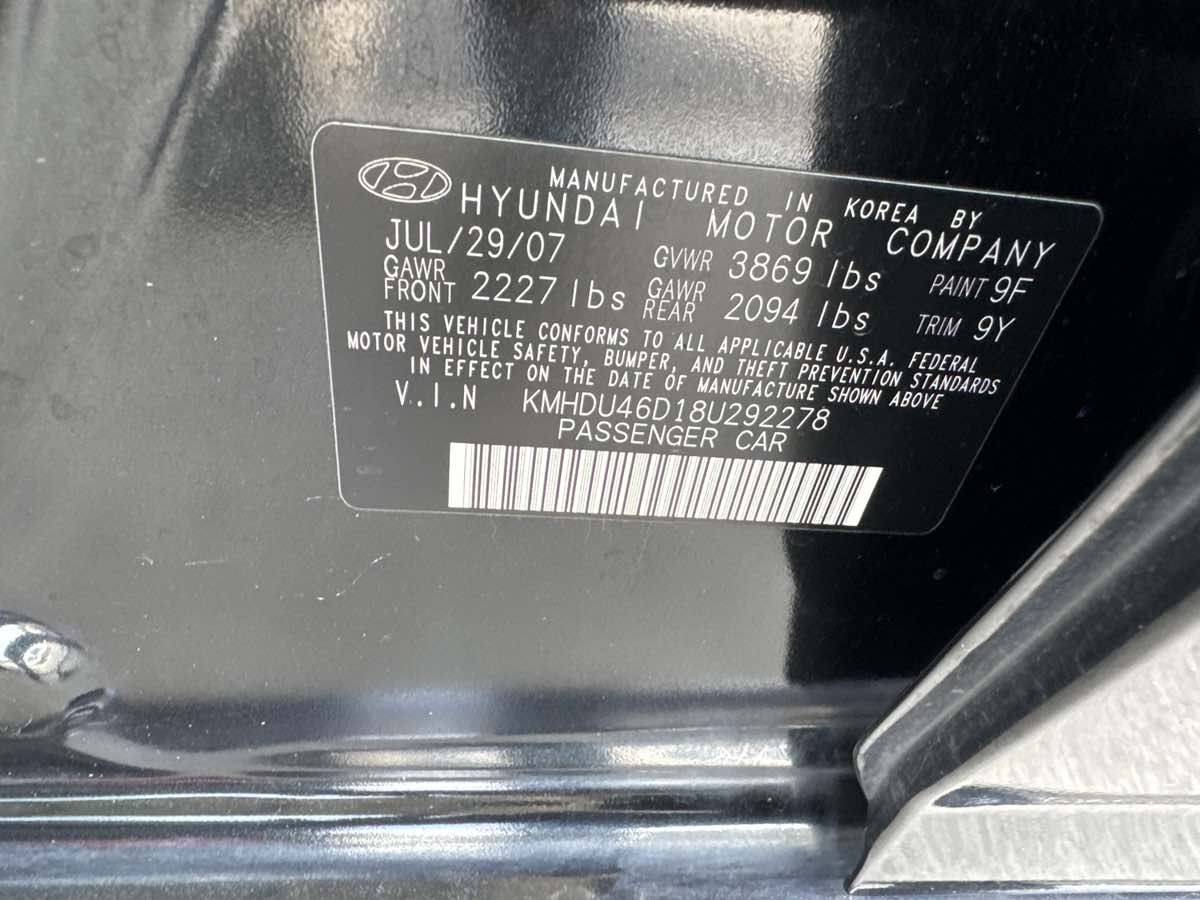 MANUFACTURED IN KOREA BY
HYUNDAI MOTOR COMPANY
JUL/29/07 GVWR 3869 lbs PAINT 9F
GAWR FRONT 2227 lbs GAWR REAR 2094 lbs TRIM 9Y
THIS VEHICLE CONFORMS TO ALL APPLICABLE U.S.A. FEDERAL
MOTOR VEHICLE SAFETY, BUMPER, AND THEFT PREVENTION STANDARDS
IN EFFECT ON THE DATE OF MANUFACTURE SHOWN ABOVE
V.I.N KMHDU46D18U292278
PASSENGER CAR